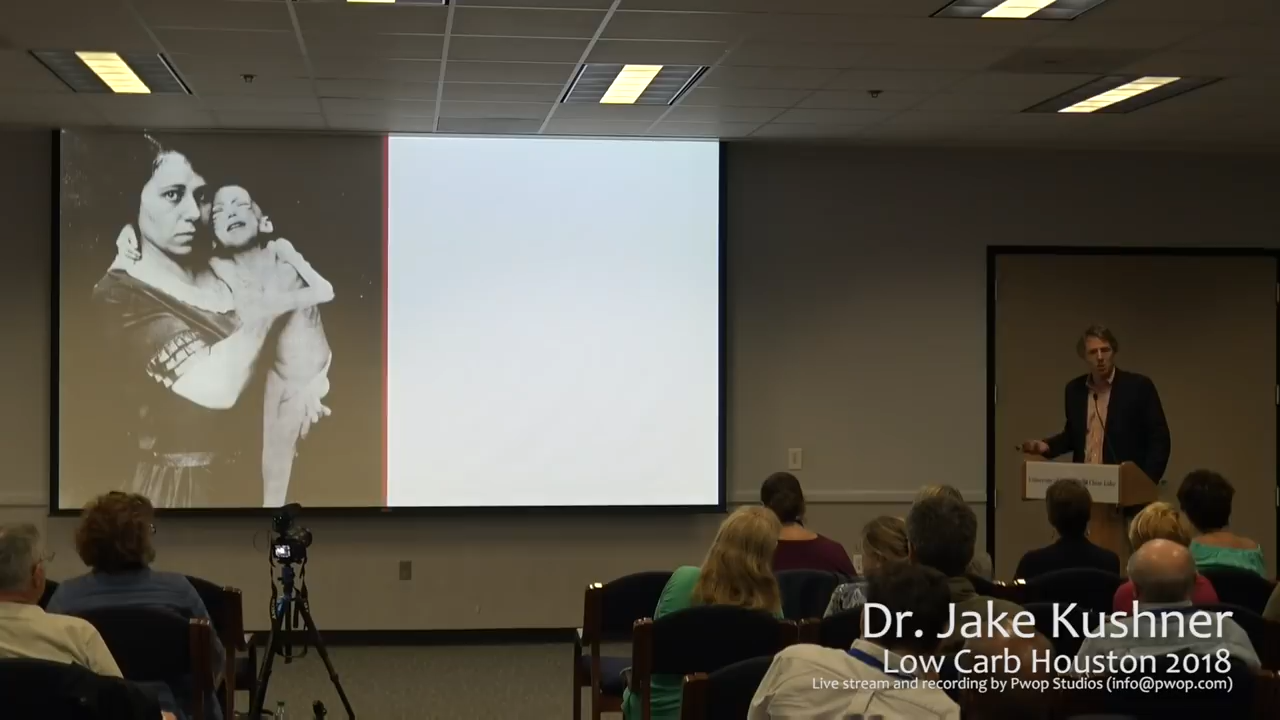 Dr. Jake Kushner
Low Carb Houston 2018
Live stream and recording by Pwop Studios (info@pwop.com)